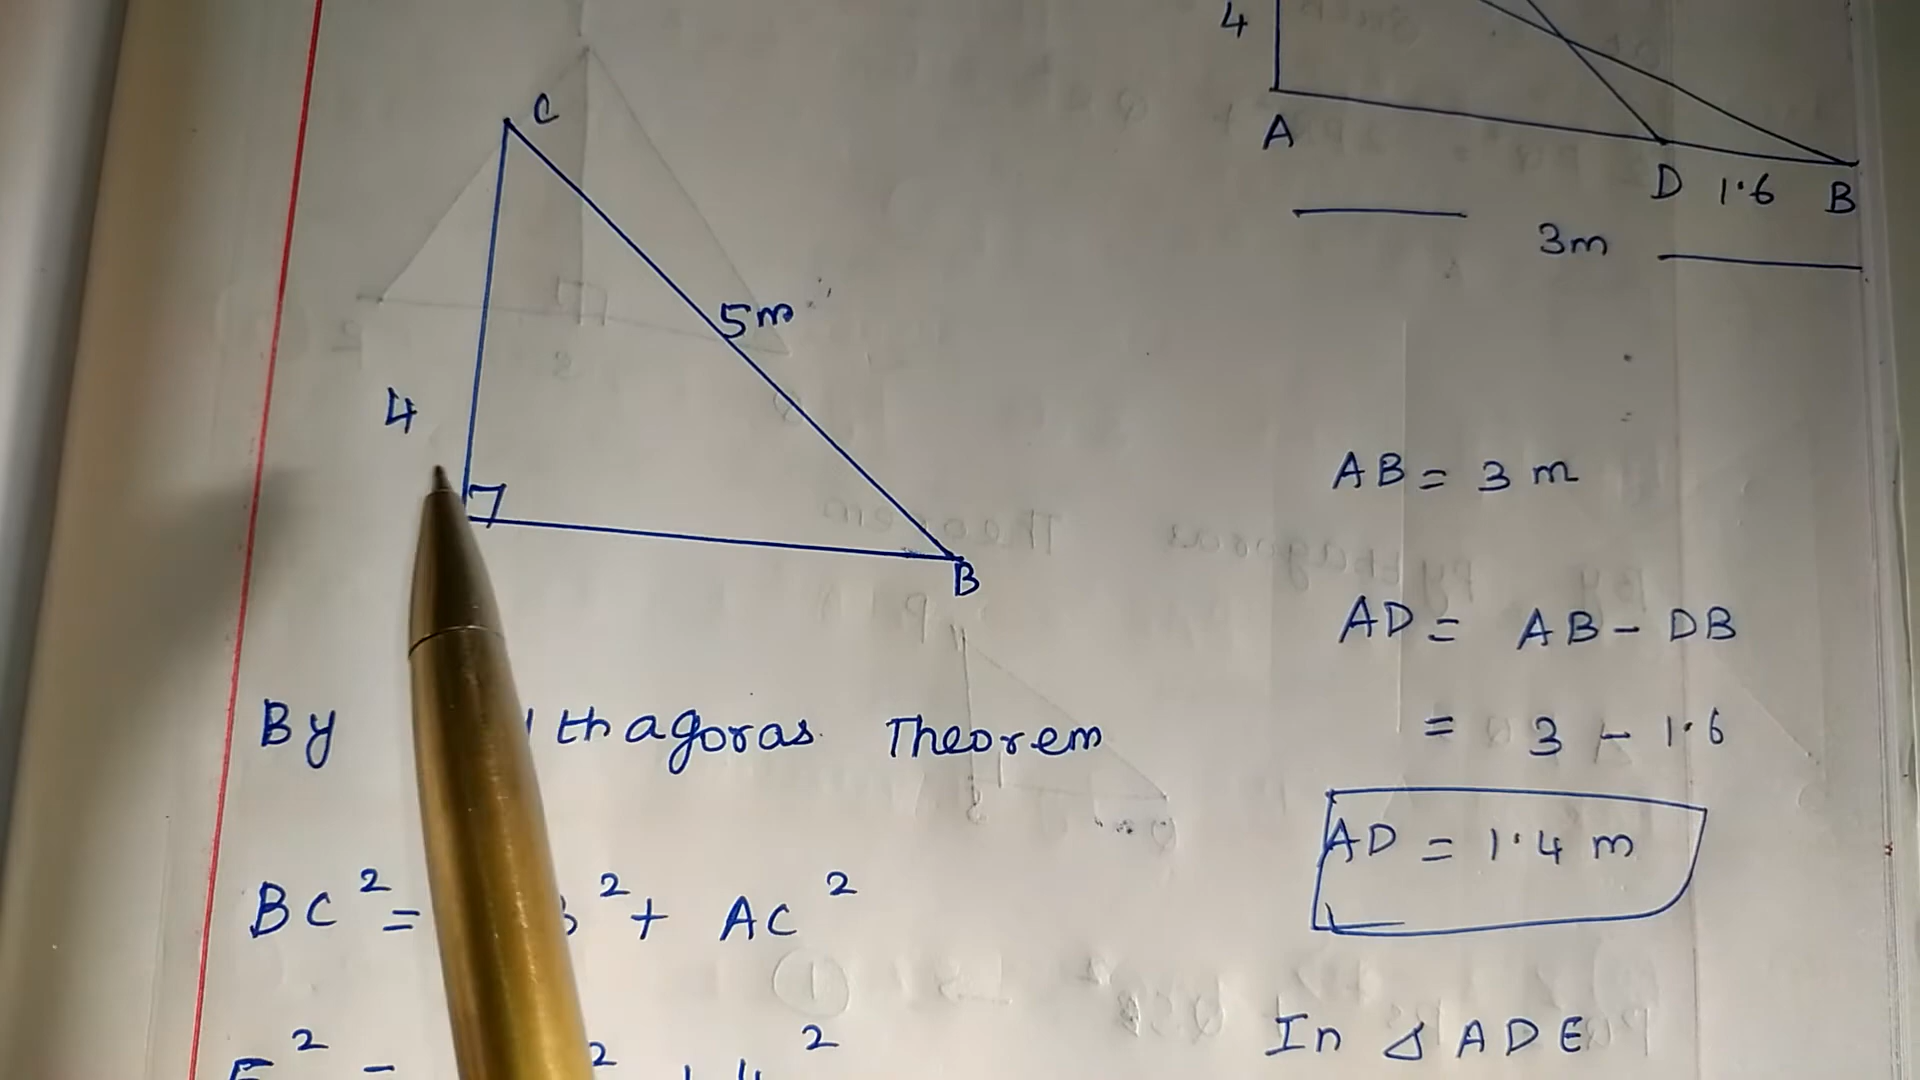 C
5m
4
B
By thagoras Theorem
BC² = ² + AC²
4
A
D 1.6 B
3m
AB = 3 m
AD = AB - DB
= 3 - 1.6
AD = 1.4 m
In Δ ADE